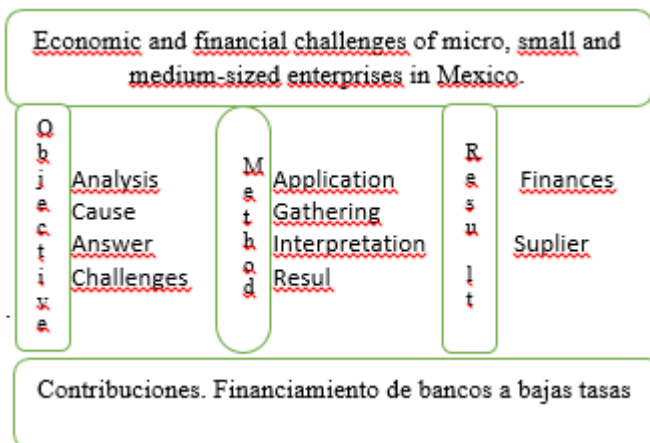 Economic and financial challenges of micro, small and
medium-sized enterprises in Mexico.
Objective
Analysis
Cause
Answer
Challenges
Method
Application
Gathering
Interpretation
Resul
Result
Finances
Suplier
.
Contribuciones. Financiamiento de bancos a bajas tasas